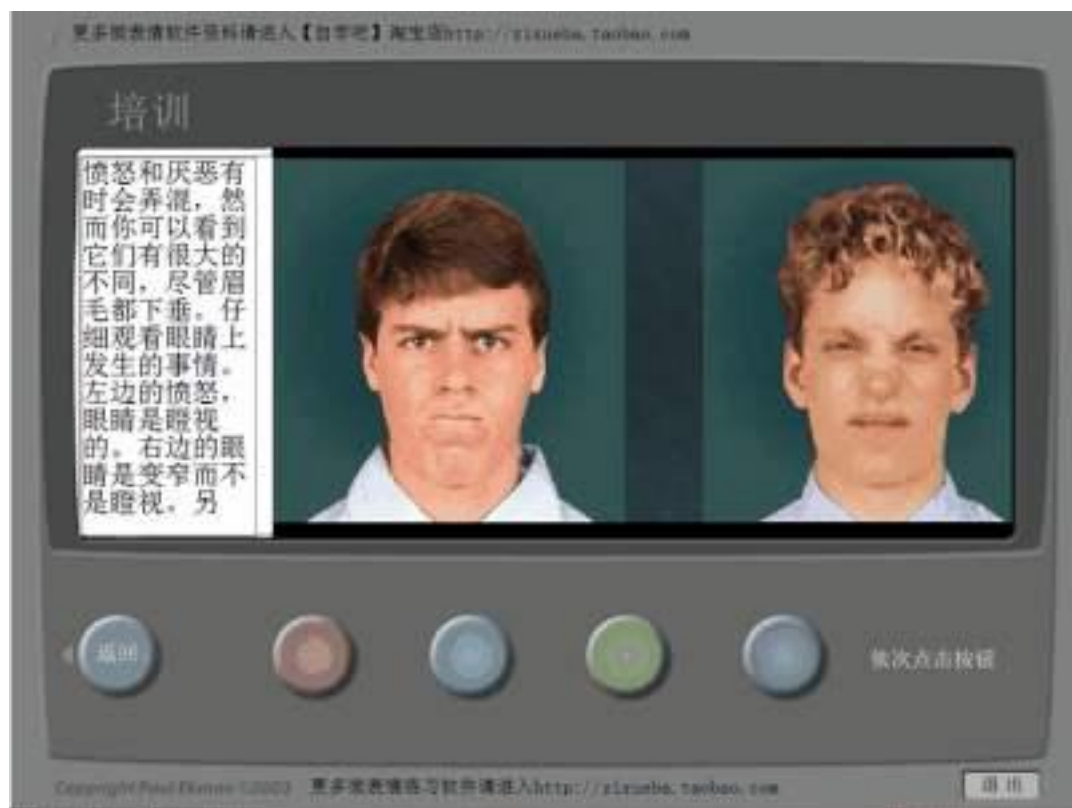 更多微表情软件资料请进入【自学吧】淘宝店http://zixueba.taobao.com
培训
愤怒和厌恶有
时会弄混，然
而你可以看到
它们有很大的
不同，尽管眉
毛都下垂。仔
细观看眼睛上
发生的事情。
左边的愤怒，
眼睛是瞪视
的。右边的眼
睛是变窄而不
是瞪视。另
返回
依次点击按钮
Copyright Paul Ekman ©2003
更多微表情练习软件请进入http://zixueba.taobao.com
退出